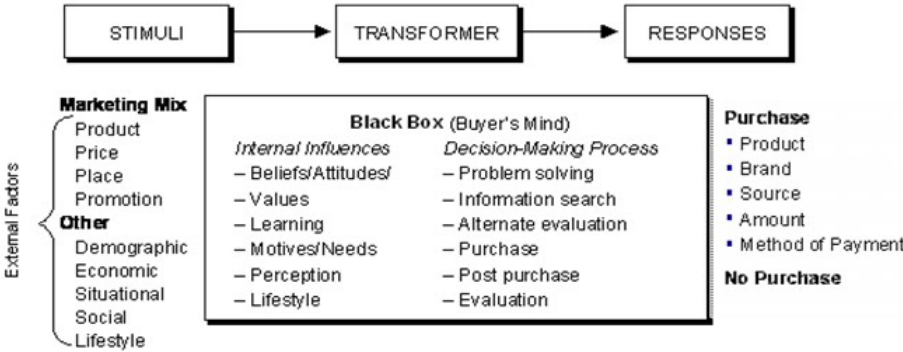 STIMULI
TRANSFORMER
RESPONSES
External Factors
Marketing Mix
Product
Price
Place
Promotion
Other
Demographic
Economic
Situational
Social
Lifestyle
Black Box (Buyer's Mind)
Internal Influences
– Beliefs/Attitudes/
– Values
– Learning
– Motives/Needs
– Perception
– Lifestyle
Decision-Making Process
– Problem solving
– Information search
– Alternate evaluation
– Purchase
– Post purchase
– Evaluation
Purchase
▪ Product
▪ Brand
▪ Source
▪ Amount
▪ Method of Payment
No Purchase